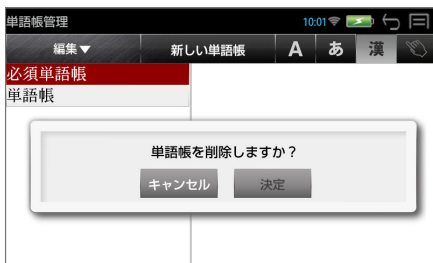 単語帳管理
10:01
編集▼
新しい単語帳
A
あ
漢
必須単語帳
単語帳
単語帳を削除しますか？
キャンセル
決定